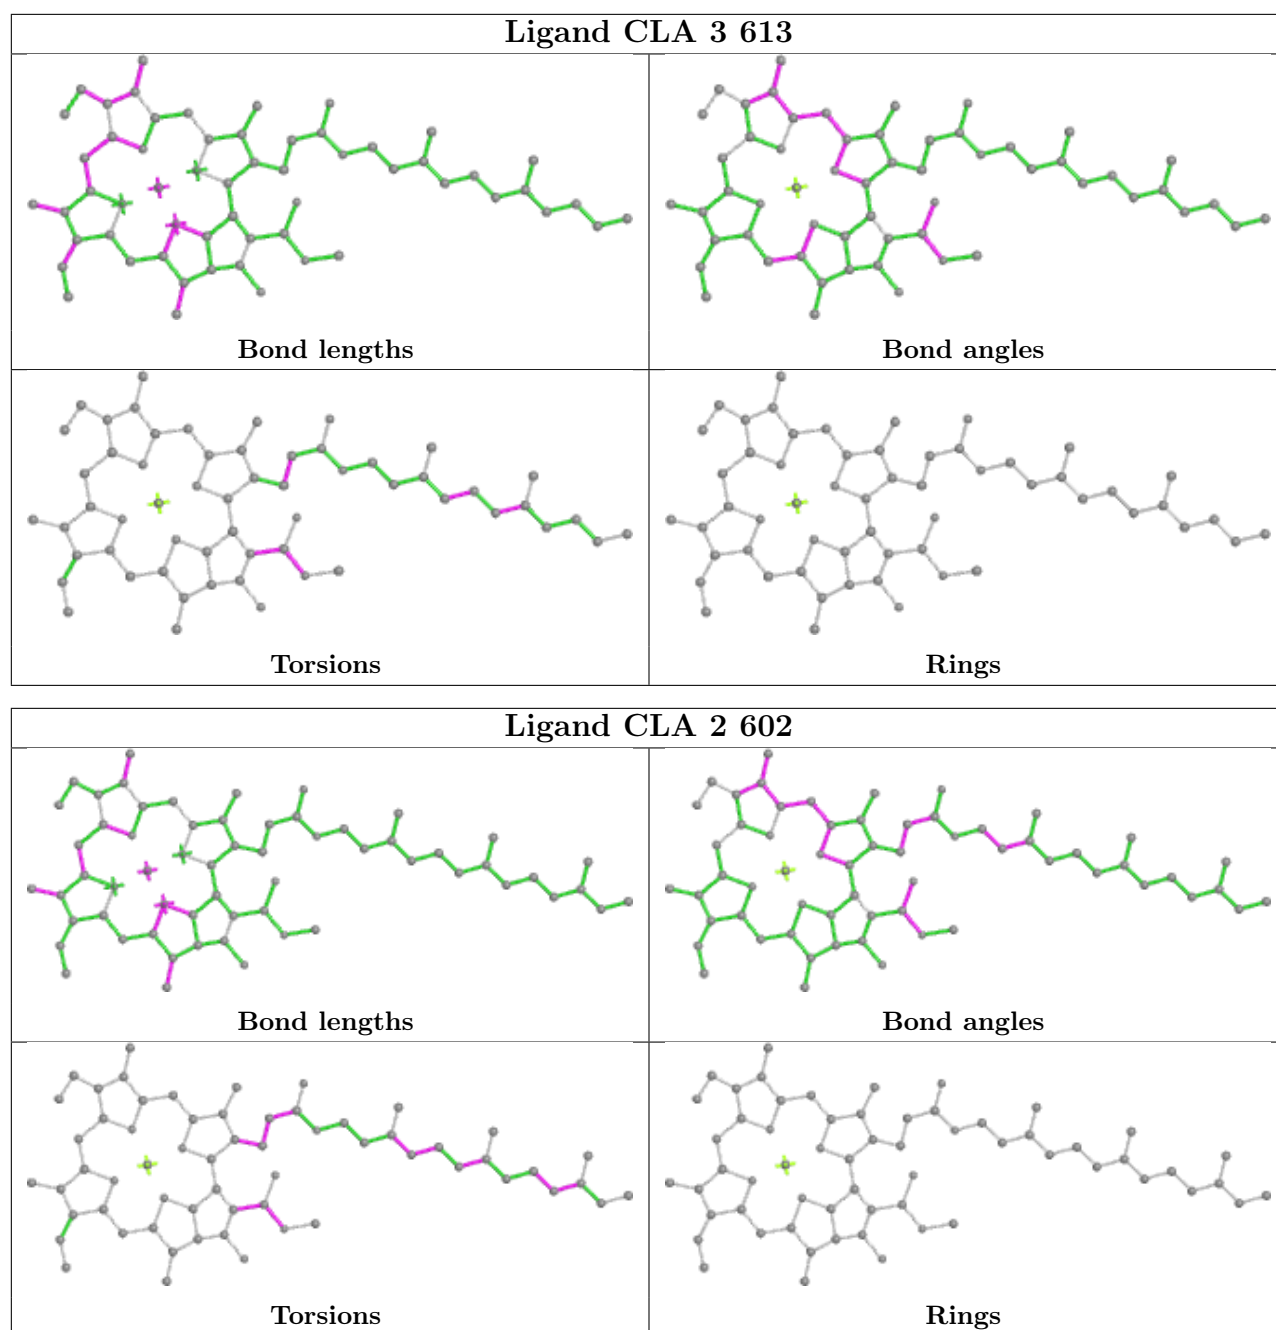 Ligand CLA 3 613
Bond lengths
Bond angles
Torsions
Rings
Ligand CLA 2 602
Bond lengths
Bond angles
Torsions
Rings